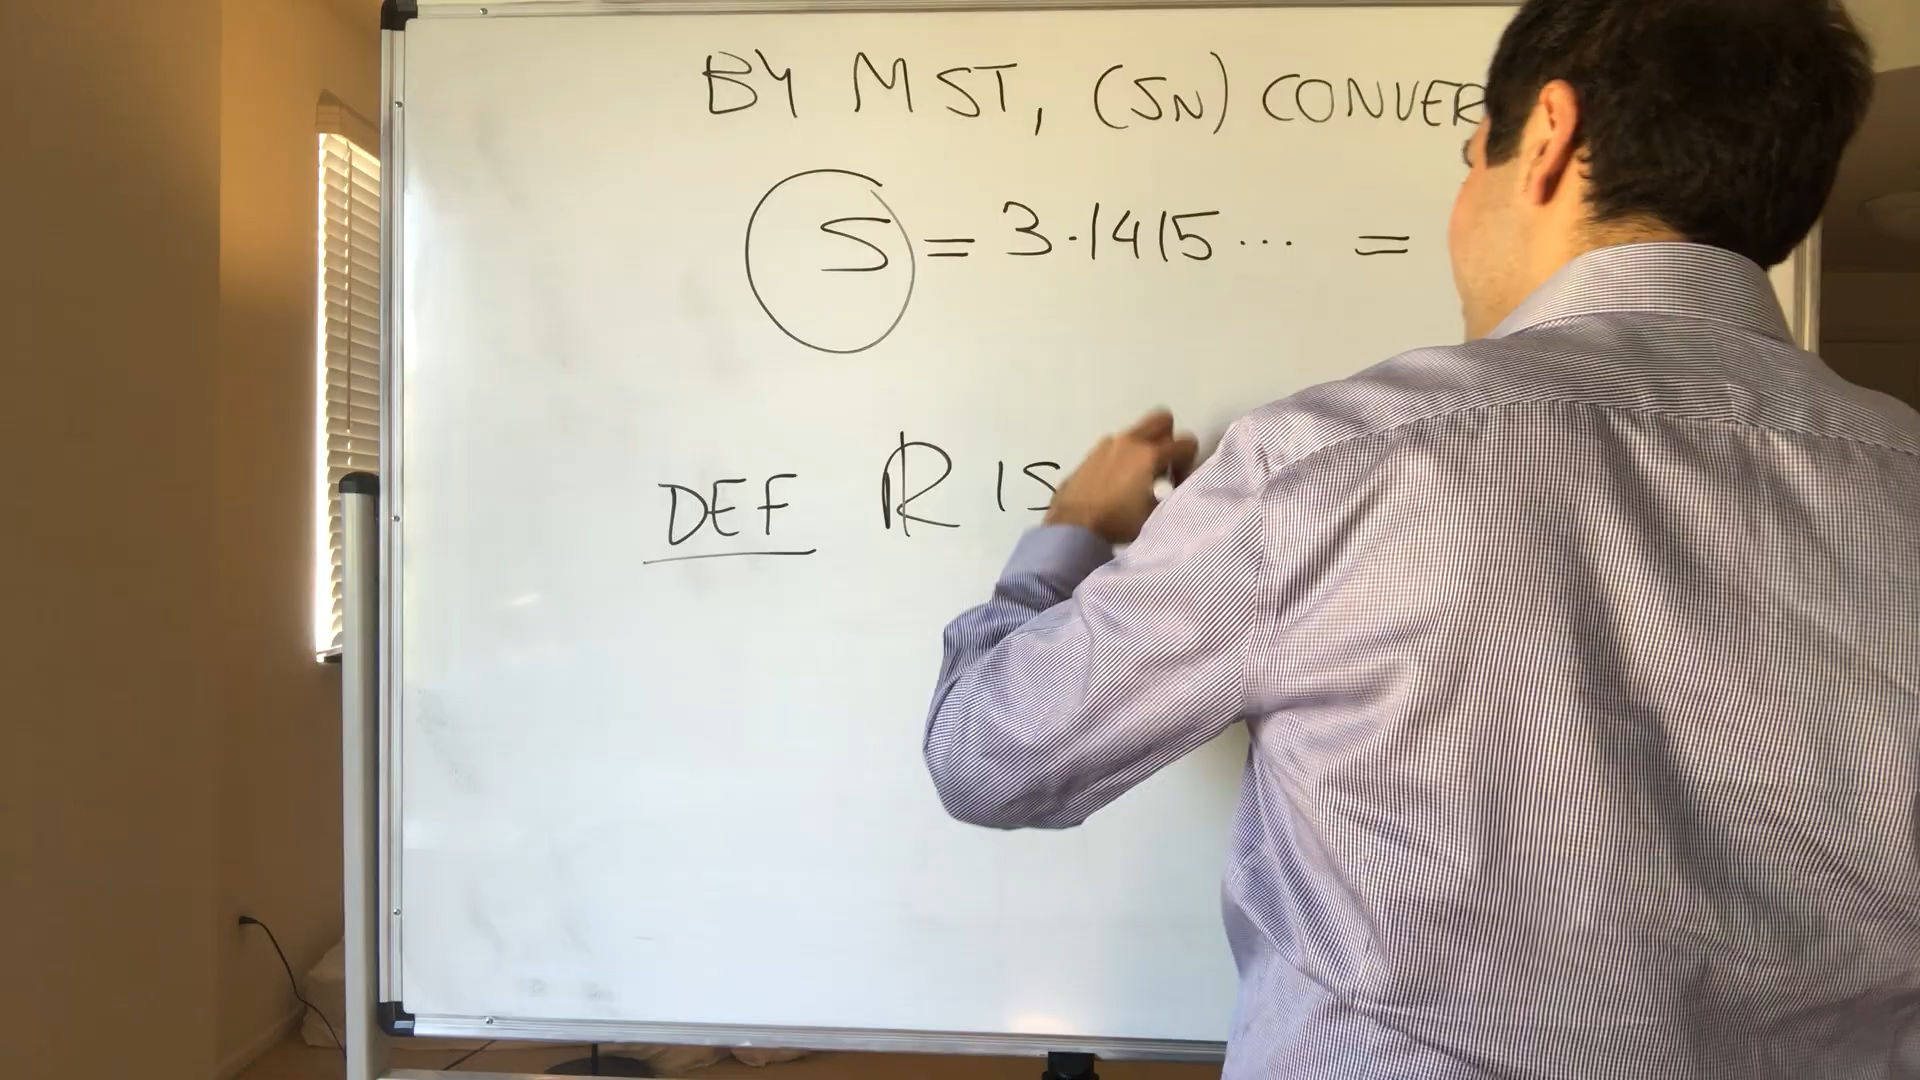 BY MST, (SN) CONVER
S = 3.1415... =
DEF ℝ IS